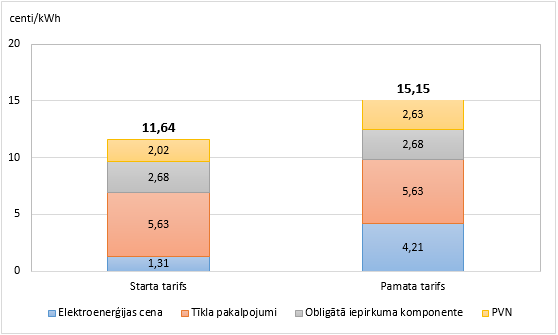 centi/kWh
20
15
10
5
0
11,64
2,02
2,68
5,63
1,31
15,15
2,63
2,68
5,63
4,21
Starta tarifs
Pamata tarifs
Elektroenerģijas cena
Tīkla pakalpojumi
Obligātā iepirkuma komponente
PVN